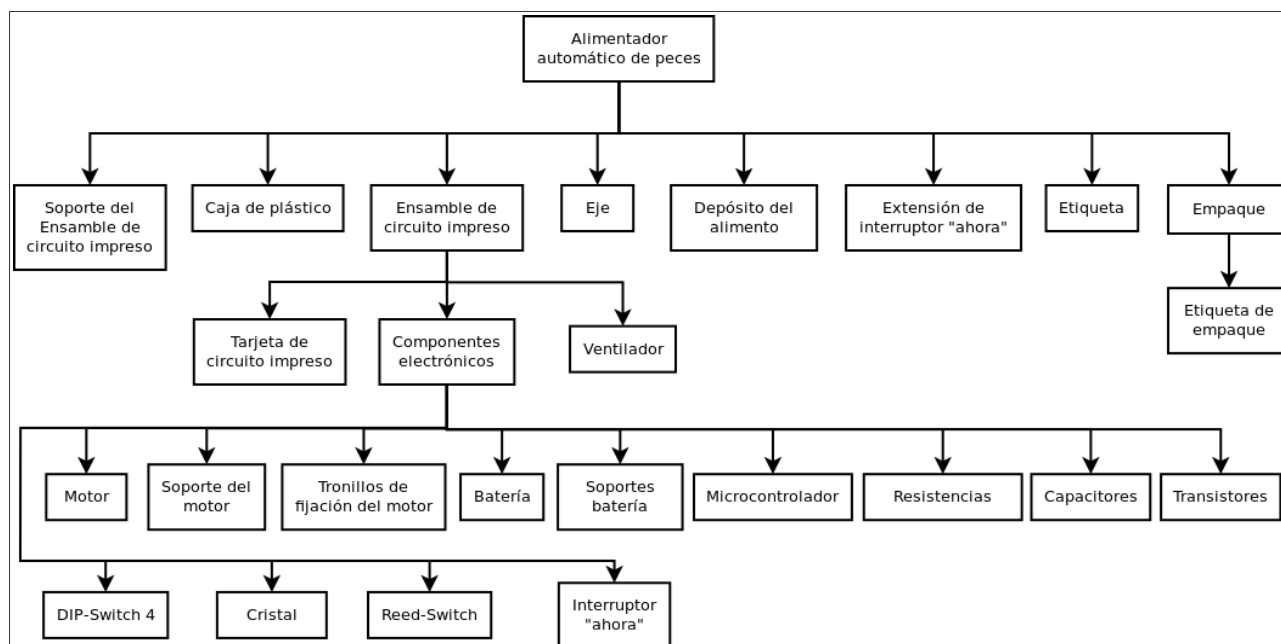 Alimentador
automático de peces
Soporte del
Ensamble de
circuito impreso
Caja de plástico
Ensamble de
circuito impreso
Eje
Depósito del
alimento
Extensión de
interruptor "ahora"
Etiqueta
Empaque
Tarjeta de
circuito impreso
Componentes
electrónicos
Ventilador
Etiqueta de
empaque
Motor
Soporte del
motor
Tronillos de
fijación del motor
Batería
Soportes
batería
Microcontrolador
Resistencias
Capacitores
Transistores
DIP-Switch 4
Cristal
Reed-Switch
Interruptor
"ahora"